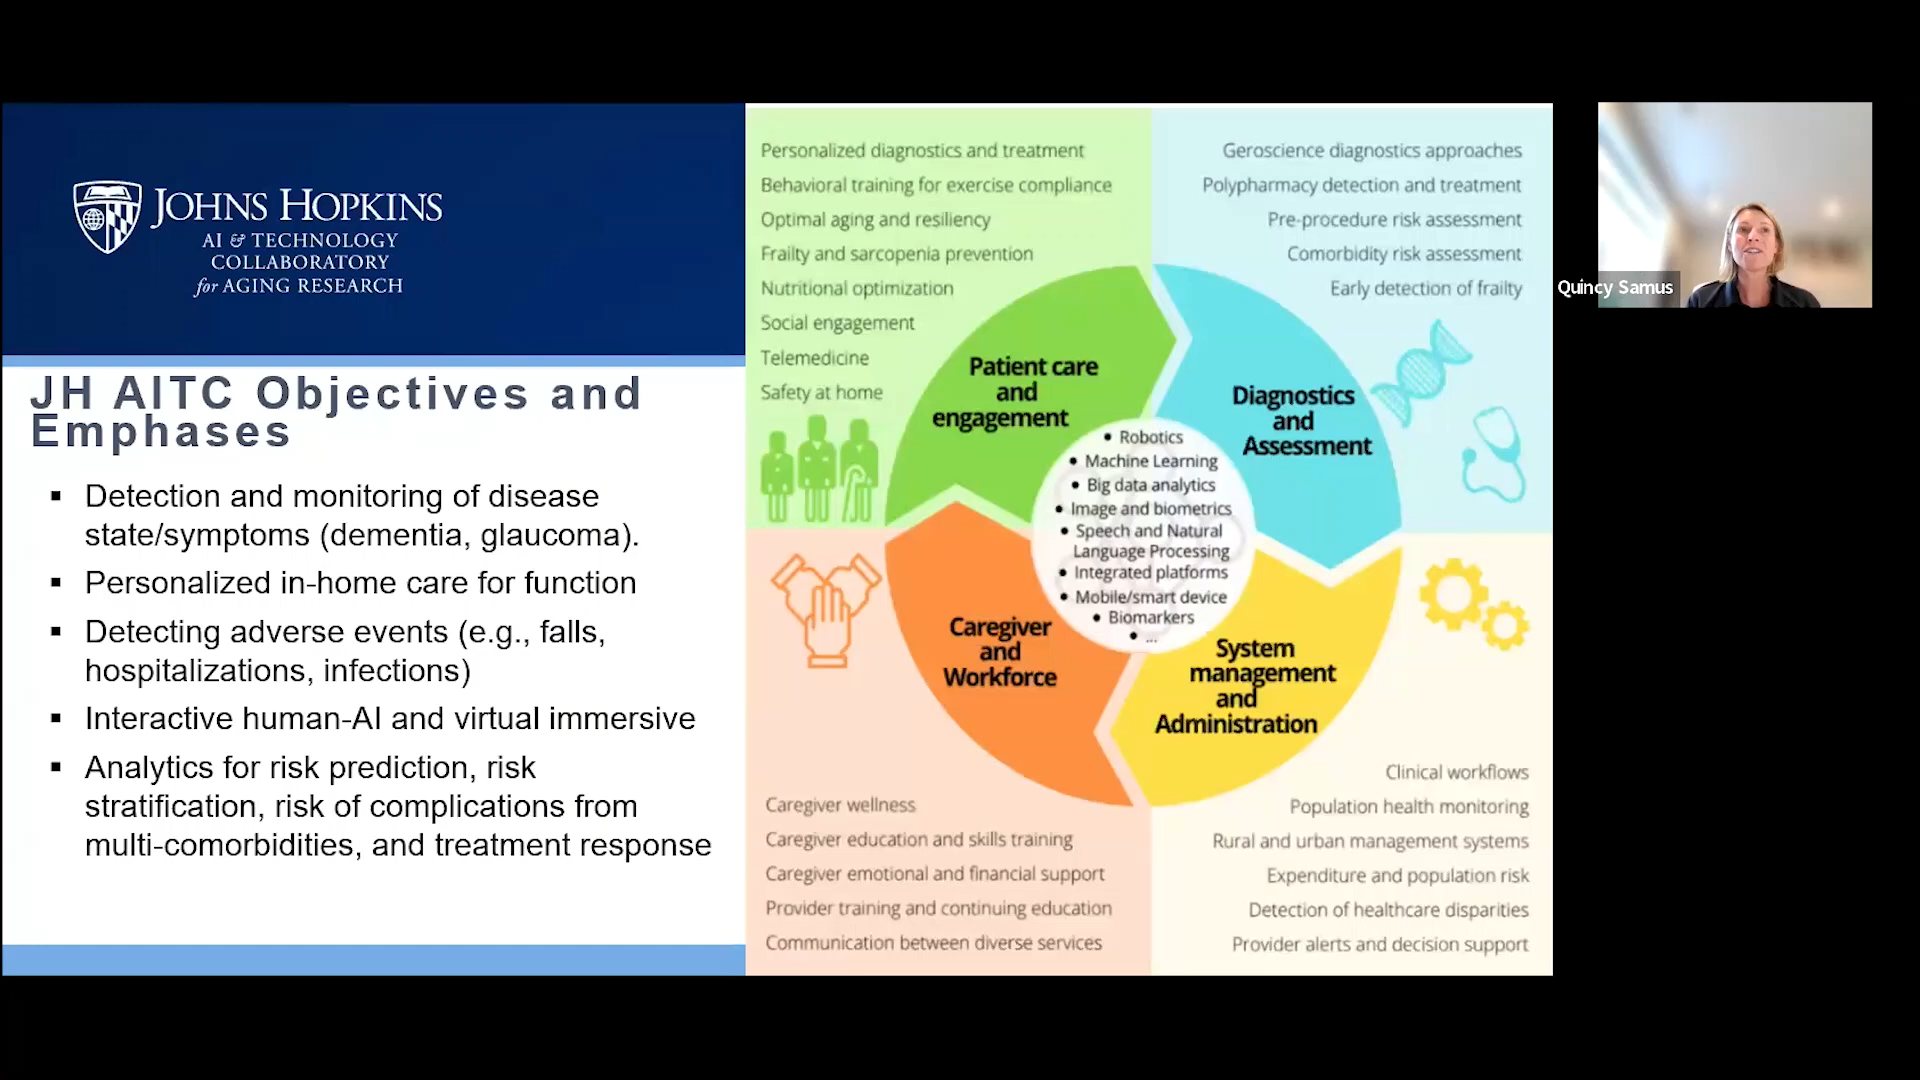 JOHNS HOPKINS
AI & TECHNOLOGY
COLLABORATORY
for AGING RESEARCH
JH AITC Objectives and
Emphases
▪ Detection and monitoring of disease
state/symptoms (dementia, glaucoma).
▪ Personalized in-home care for function
▪ Detecting adverse events (e.g., falls,
hospitalizations, infections)
▪ Interactive human-AI and virtual immersive
▪ Analytics for risk prediction, risk
stratification, risk of complications from
multi-comorbidities, and treatment response
Personalized diagnostics and treatment
Behavioral training for exercise compliance
Optimal aging and resiliency
Frailty and sarcopenia prevention
Nutritional optimization
Social engagement
Telemedicine
Safety at home
Patient care
and
engagement
Geroscience diagnostics approaches
Polypharmacy detection and treatment
Pre-procedure risk assessment
Comorbidity risk assessment
Early detection of frailty
Diagnostics
and
Assessment
• Robotics
• Machine Learning
• Big data analytics
• Image and biometrics
• Speech and Natural
Language Processing
• Integrated platforms
• Mobile/smart device
• Biomarkers
• ...
Caregiver
and
Workforce
Caregiver wellness
Caregiver education and skills training
Caregiver emotional and financial support
Provider training and continuing education
Communication between diverse services
System
management
and
Administration
Clinical workflows
Population health monitoring
Rural and urban management systems
Expenditure and population risk
Detection of healthcare disparities
Provider alerts and decision support
Quincy Samus